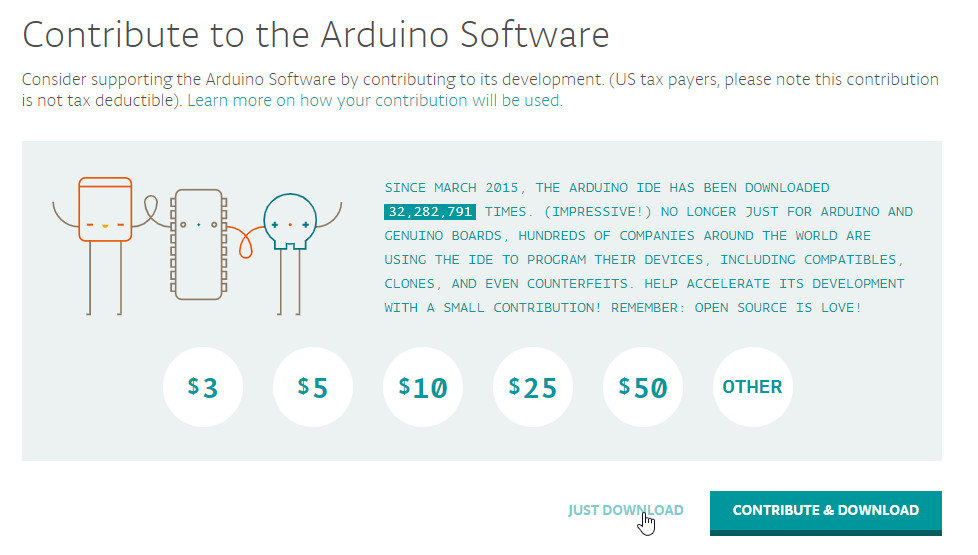 Contribute to the Arduino Software
Consider supporting the Arduino Software by contributing to its development. (US tax payers, please note this contribution
is not tax deductible). Learn more on how your contribution will be used.
SINCE MARCH 2015, THE ARDUINO IDE HAS BEEN DOWNLOADED
32,282,791 TIMES. (IMPRESSIVE!) NO LONGER JUST FOR ARDUINO AND
GENUINO BOARDS, HUNDREDS OF COMPANIES AROUND THE WORLD ARE
USING THE IDE TO PROGRAM THEIR DEVICES, INCLUDING COMPATIBLES,
CLONES, AND EVEN COUNTERFEITS. HELP ACCELERATE ITS DEVELOPMENT
WITH A SMALL CONTRIBUTION! REMEMBER: OPEN SOURCE IS LOVE!
$3 $5 $10 $25 $50 OTHER
JUST DOWNLOAD CONTRIBUTE & DOWNLOAD